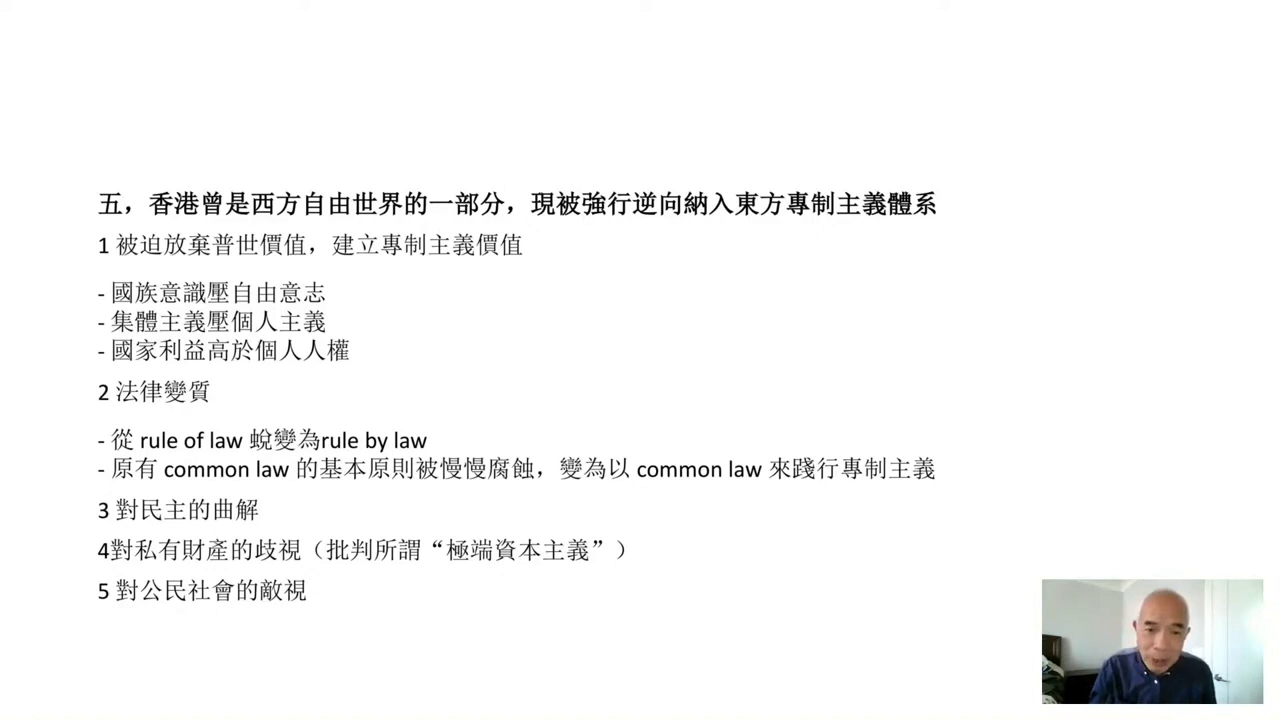 五，香港曾是西方自由世界的一部分，現被強行逆向納入東方專制主義體系
1 被迫放棄普世價值，建立專制主義價值
- 國族意識壓自由意志
- 集體主義壓個人主義
- 國家利益高於個人人權
2 法律變質
- 從 rule of law 蛻變為rule by law
- 原有 common law 的基本原則被慢慢腐蝕，變為以 common law 來踐行專制主義
3 對民主的曲解
4對私有財產的歧視（批判所謂“極端資本主義”）
5 對公民社會的敵視